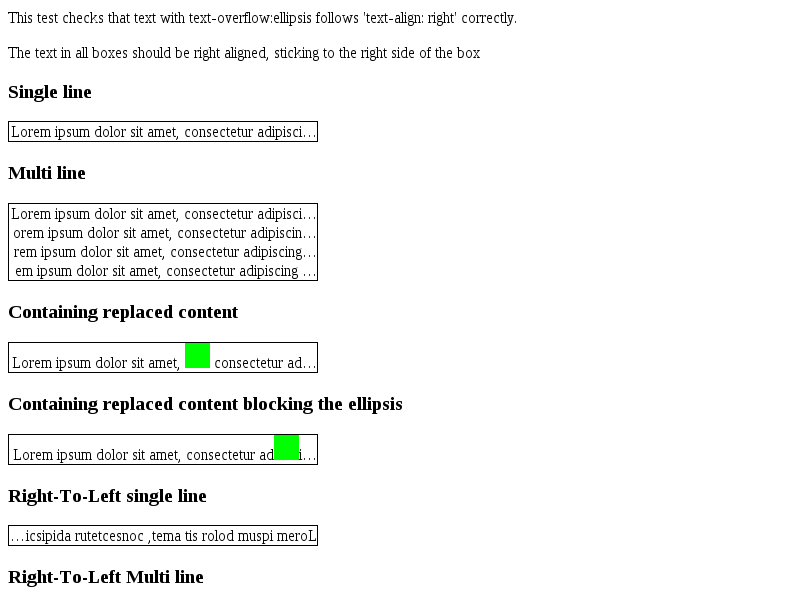 This test checks that text with text-overflow:ellipsis follows 'text-align: right' correctly.
The text in all boxes should be right aligned, sticking to the right side of the box
Single line
Lorem ipsum dolor sit amet, consectetur adipisci…
Multi line
Lorem ipsum dolor sit amet, consectetur adipisci…
orem ipsum dolor sit amet, consectetur adipiscin…
rem ipsum dolor sit amet, consectetur adipiscing…
em ipsum dolor sit amet, consectetur adipiscing …
Containing replaced content
Lorem ipsum dolor sit amet, consectetur ad…
Containing replaced content blocking the ellipsis
Lorem ipsum dolor sit amet, consectetur ad i…
Right-To-Left single line
…icsipida rutetcesnoc ,tema tis rolod muspi meroL
Right-To-Left Multi line